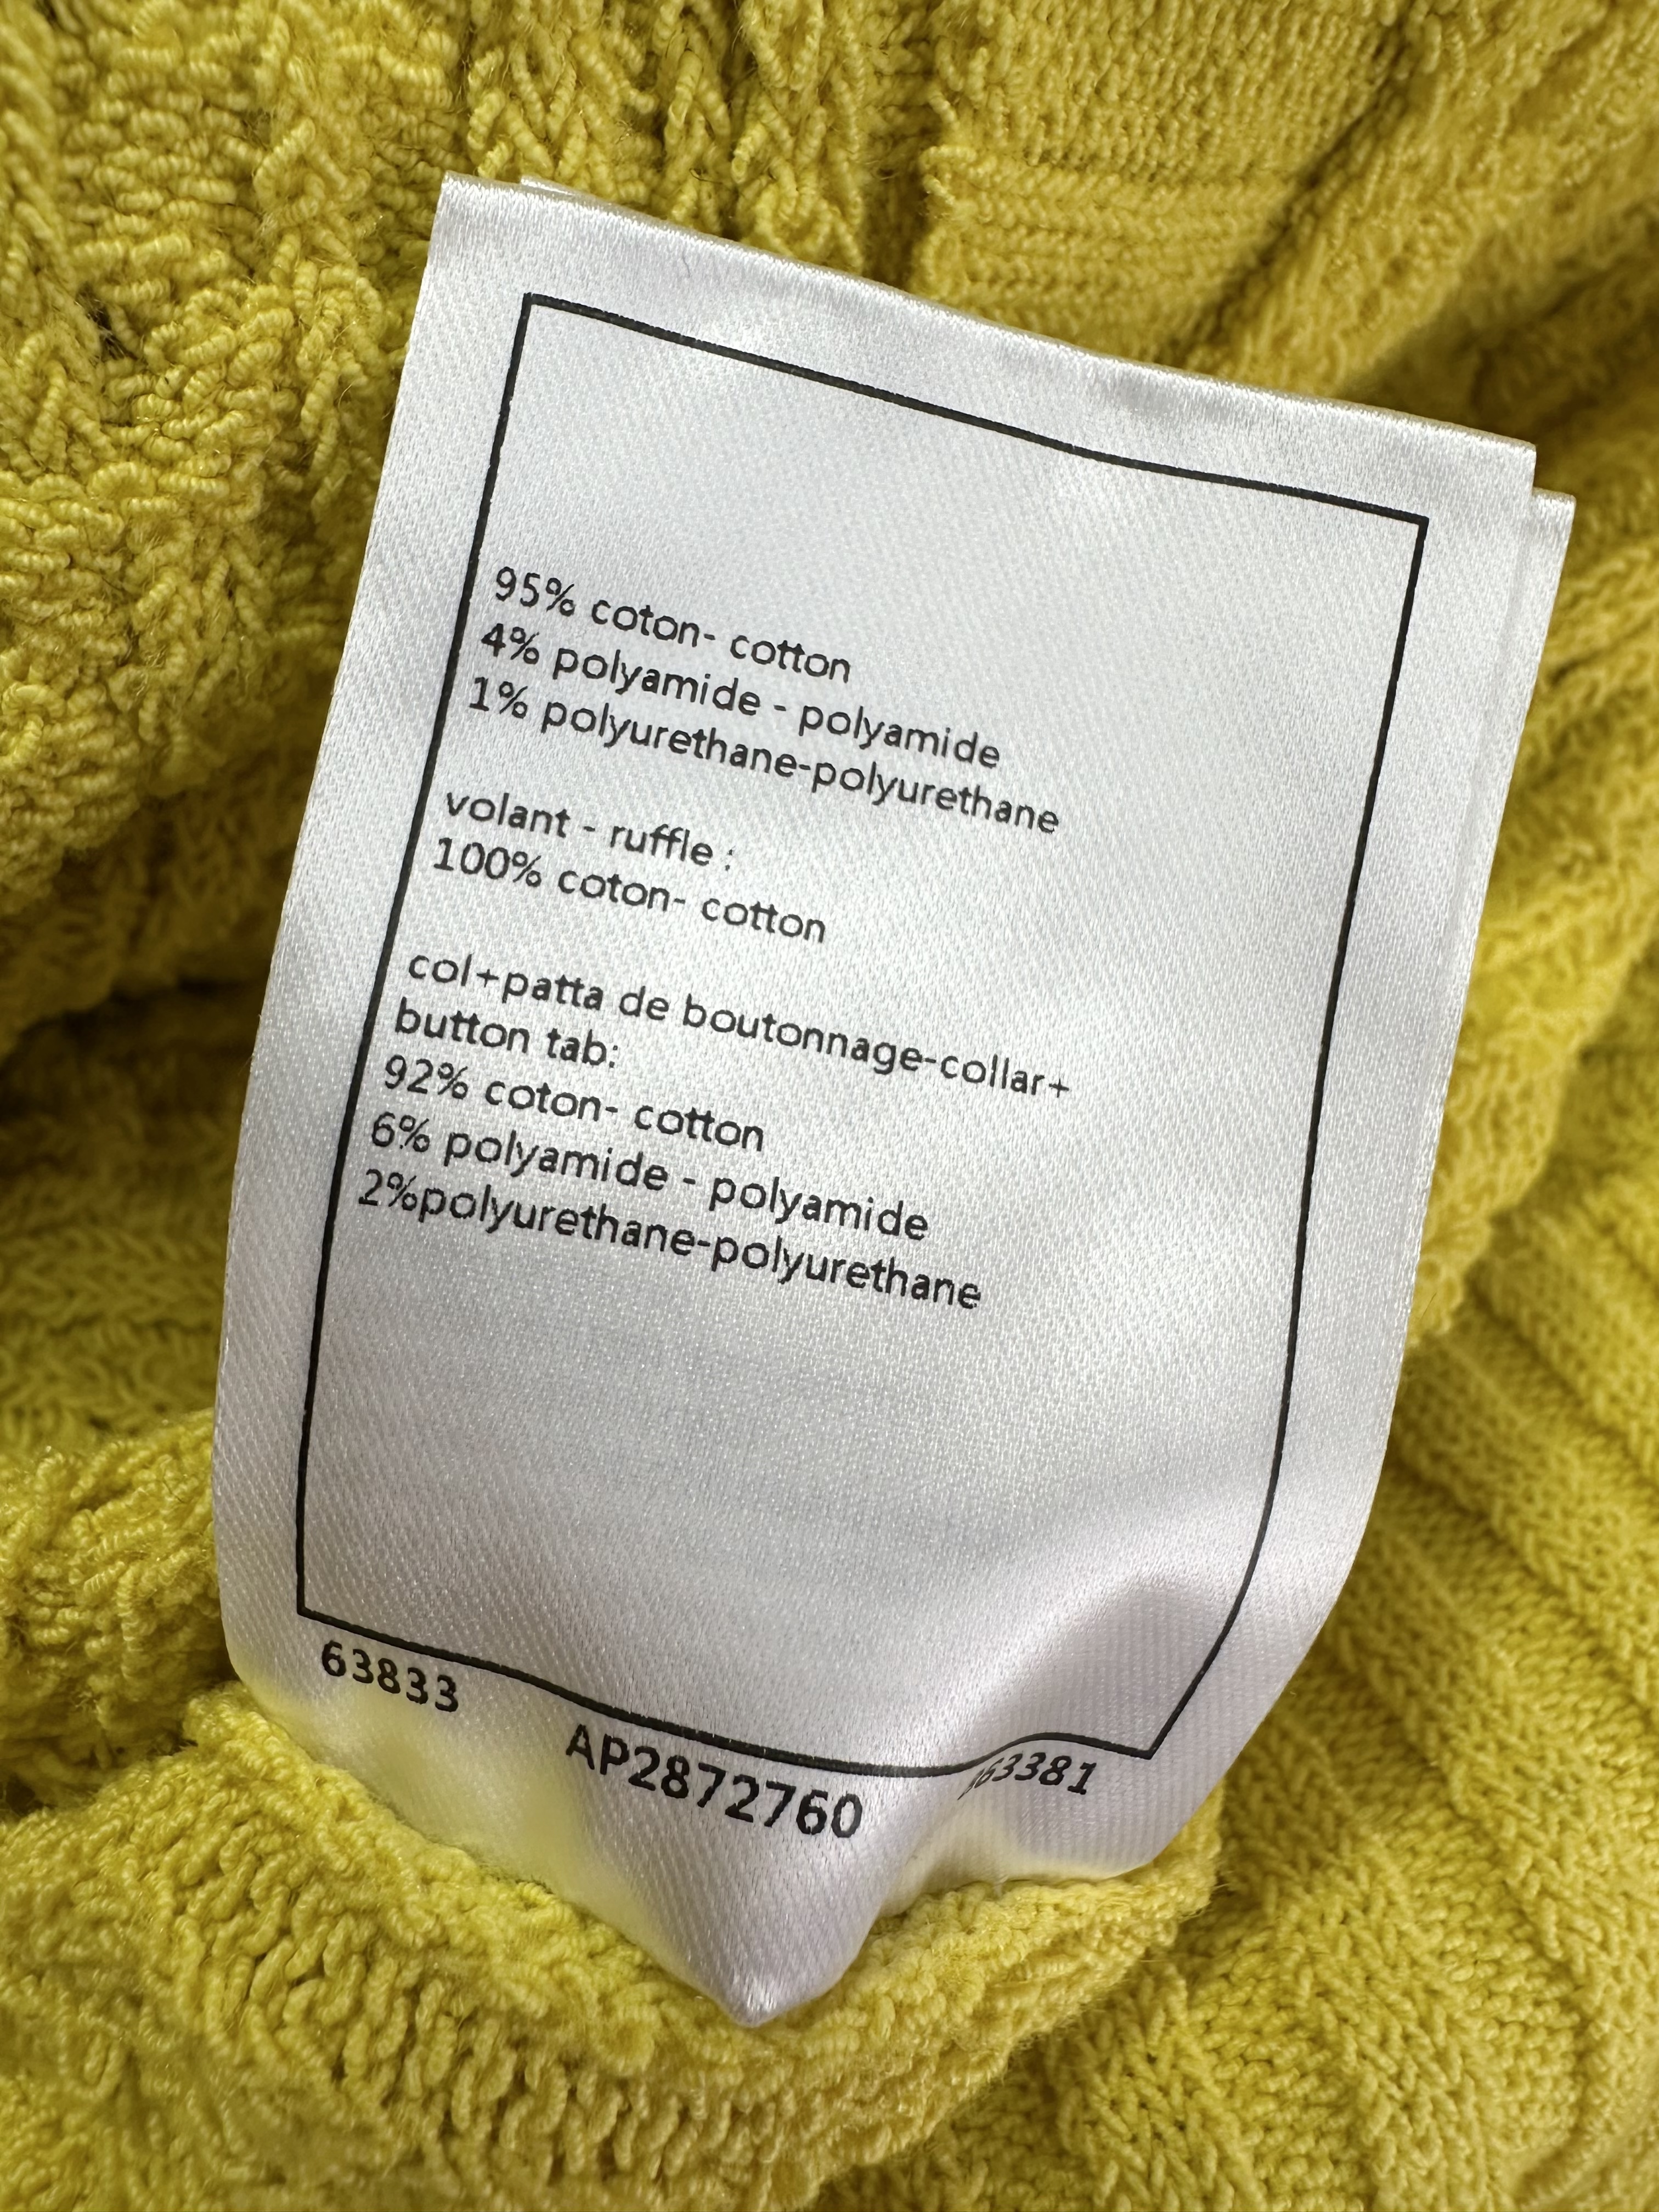 95% coton- cotton
4% polyamide - polyamide
1% polyurethane-polyurethane
volant - ruffle :
100% coton- cotton
col+patta de boutonnage-collar+
button tab:
92% coton- cotton
6% polyamide - polyamide
2%polyurethane-polyurethane
63833
AP2872760